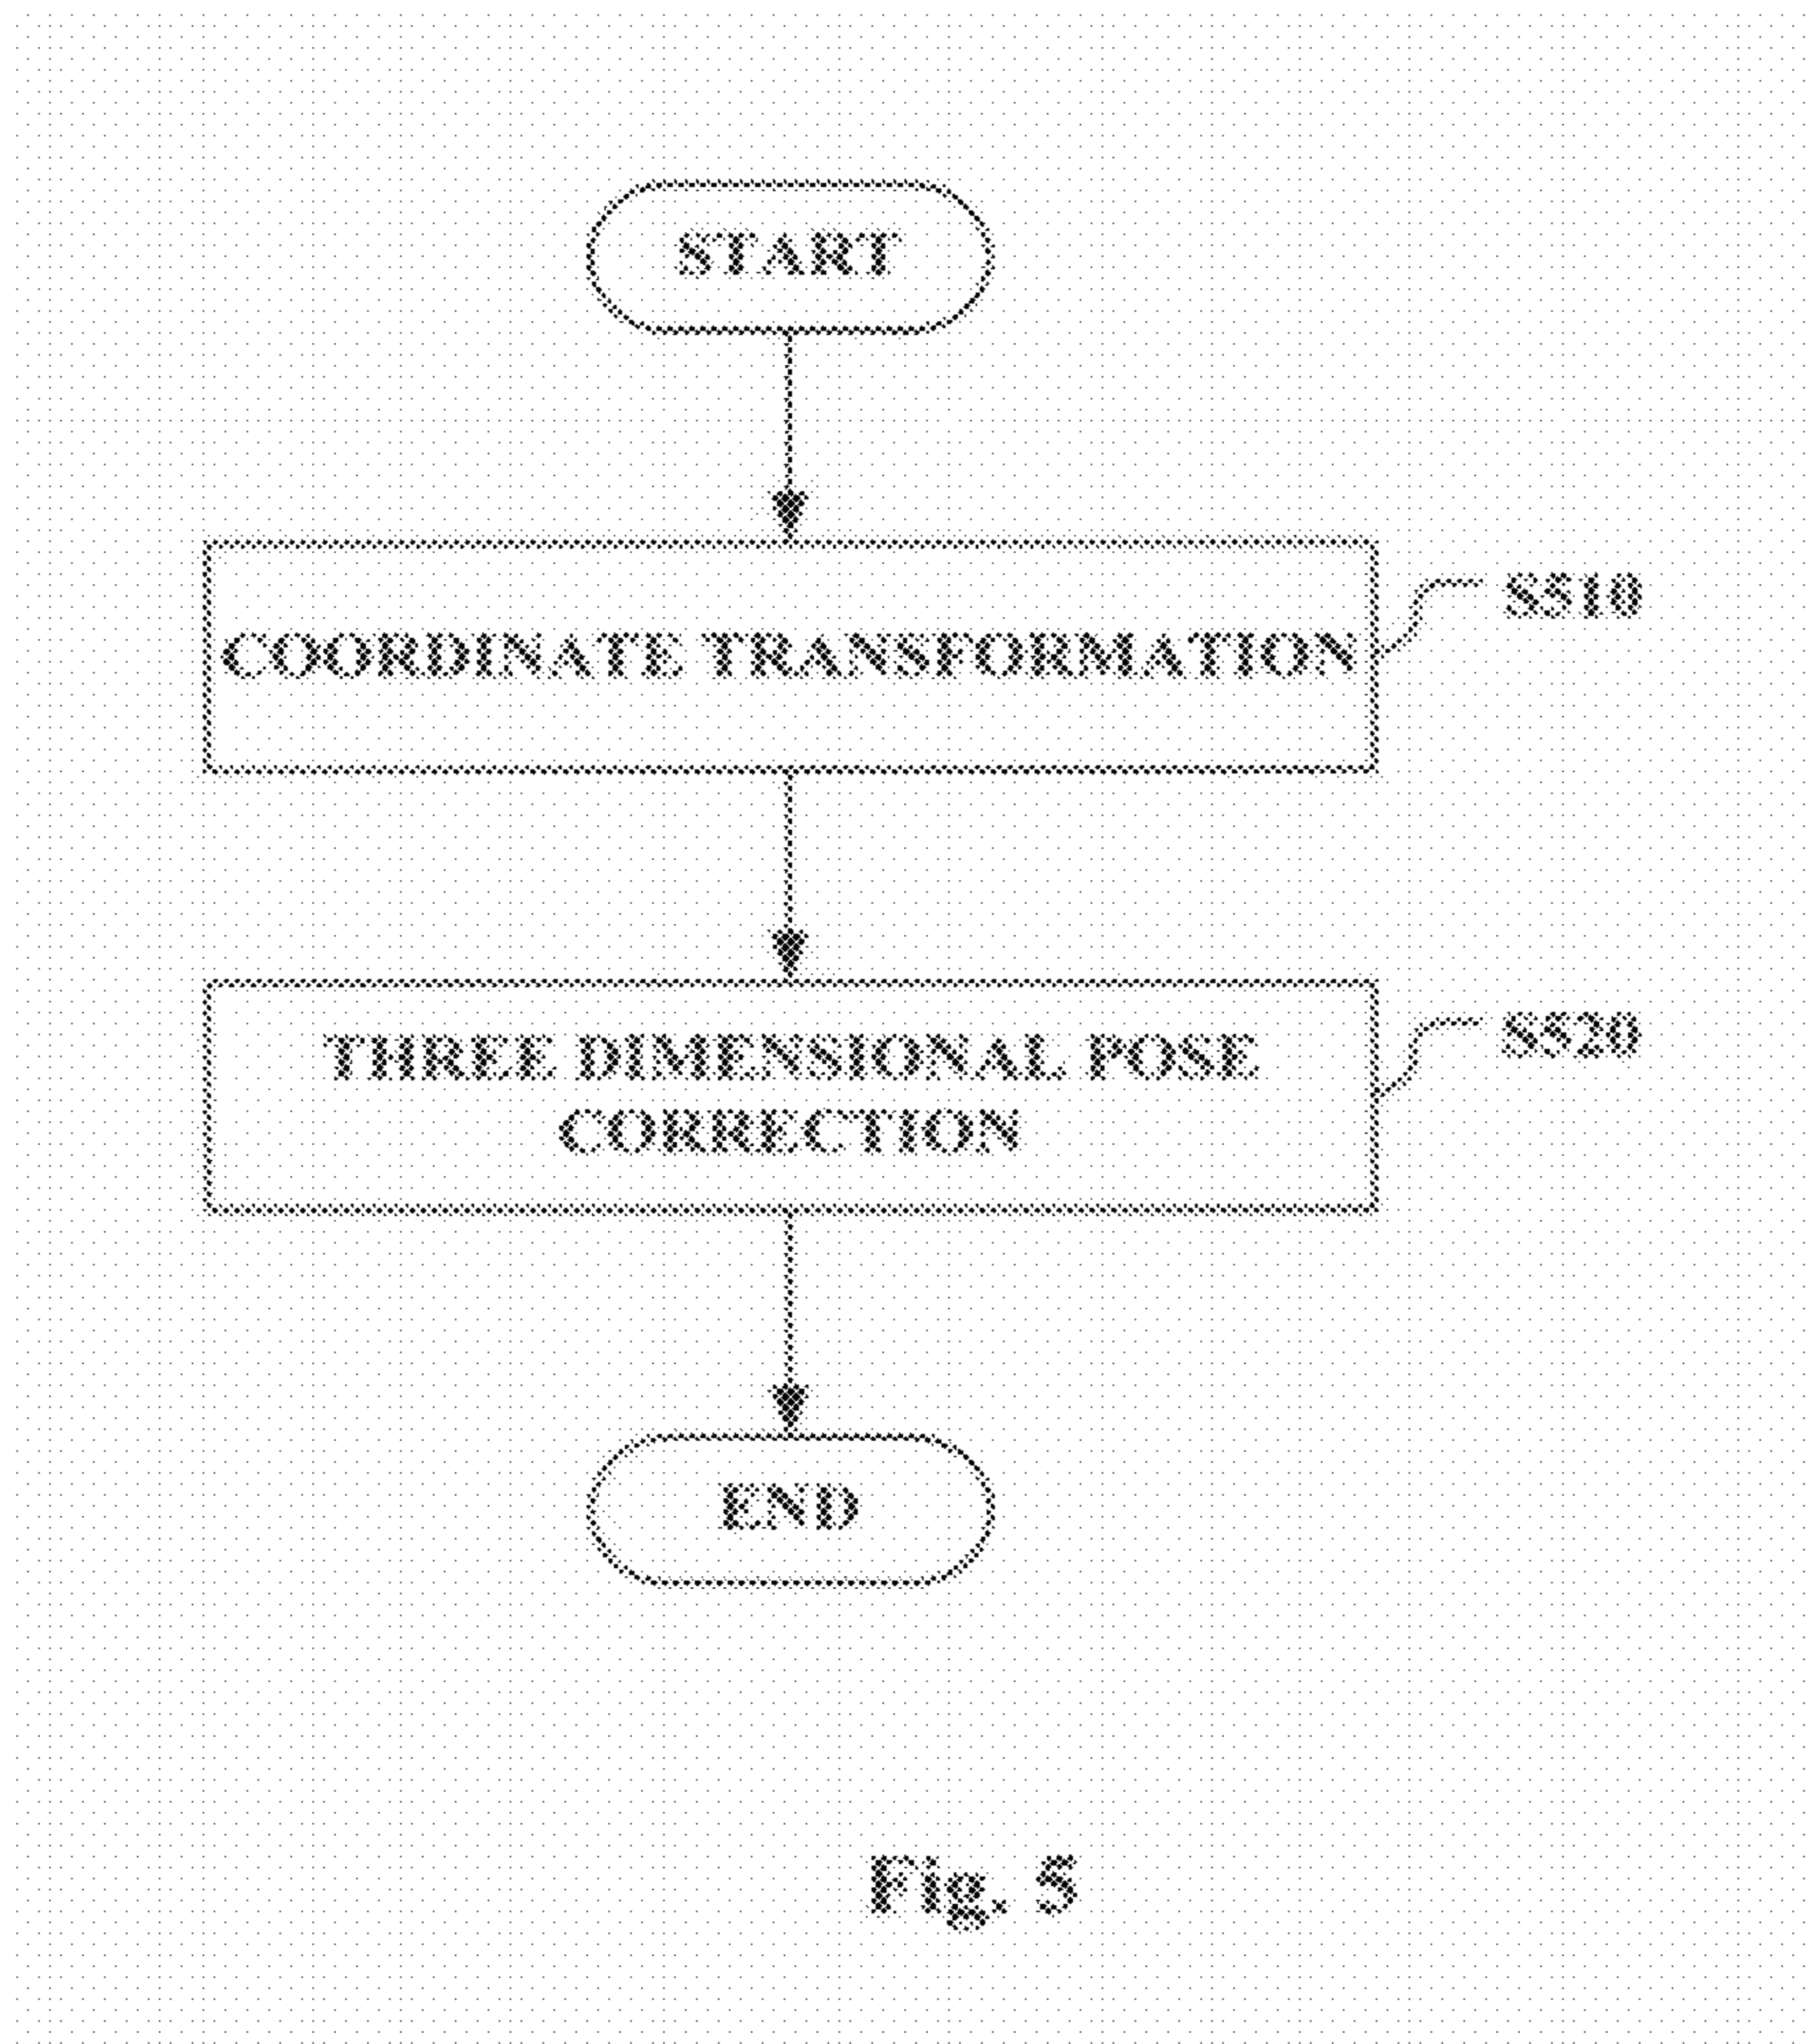 START
COORDINATE TRANSFORMATION
S510
THREE DIMENSIONAL POSE
CORRECTION
S520
END
Fig. 5